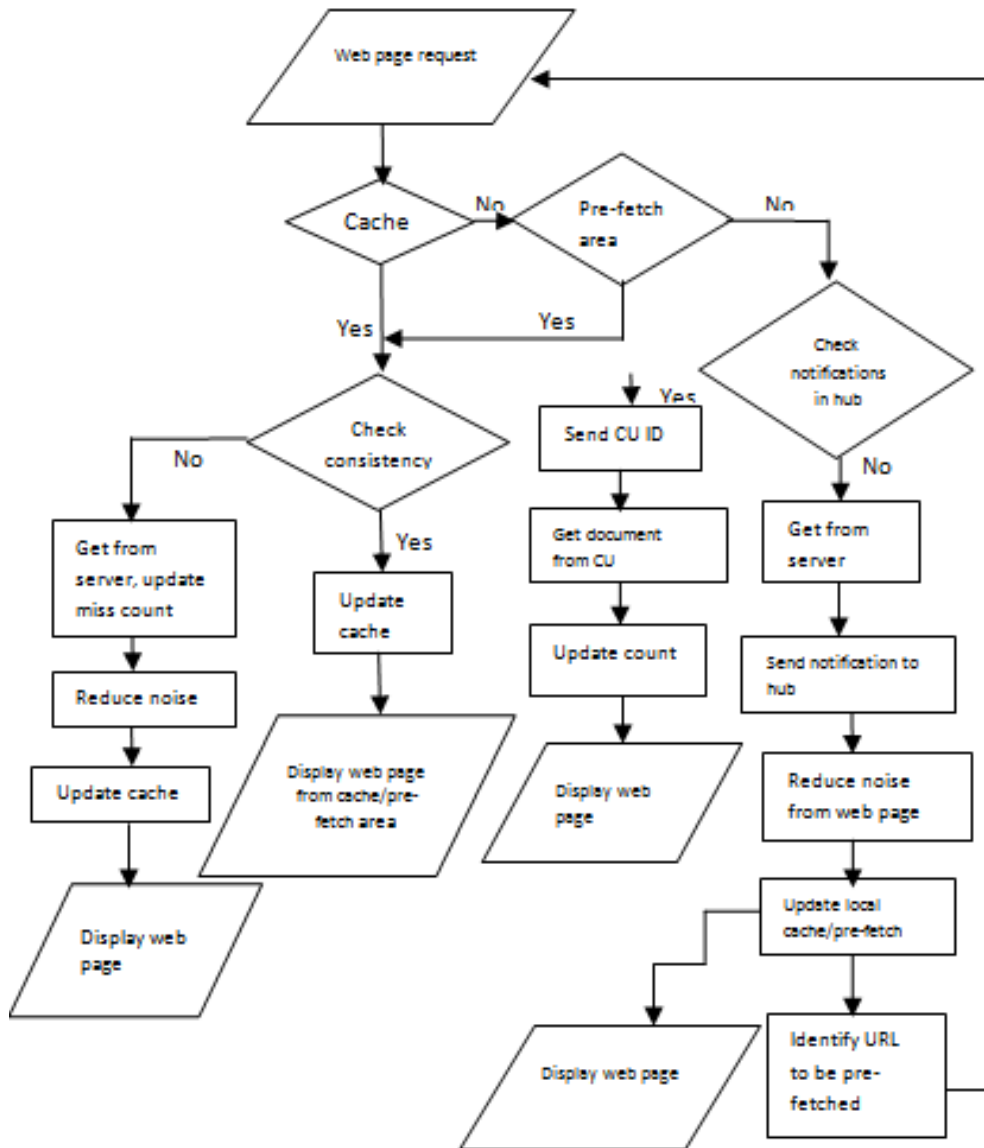 Web page request
Cache
No
Pre-fetch
area
No
Yes
Yes
Check
notifications
in hub
Yes
Send CU ID
Check
consistency
No
No
Get from
server, update
miss count
Yes
Get document
from CU
Get from
server
Update
cache
Update count
Send notification to
hub
Reduce noise
Update cache
Display web page
from cache/pre-
fetch area
Display web
page
Reduce noise
from web page
Display web
page
Update local
cache/pre-fetch
Display web page
Identify URL
to be pre-
fetched